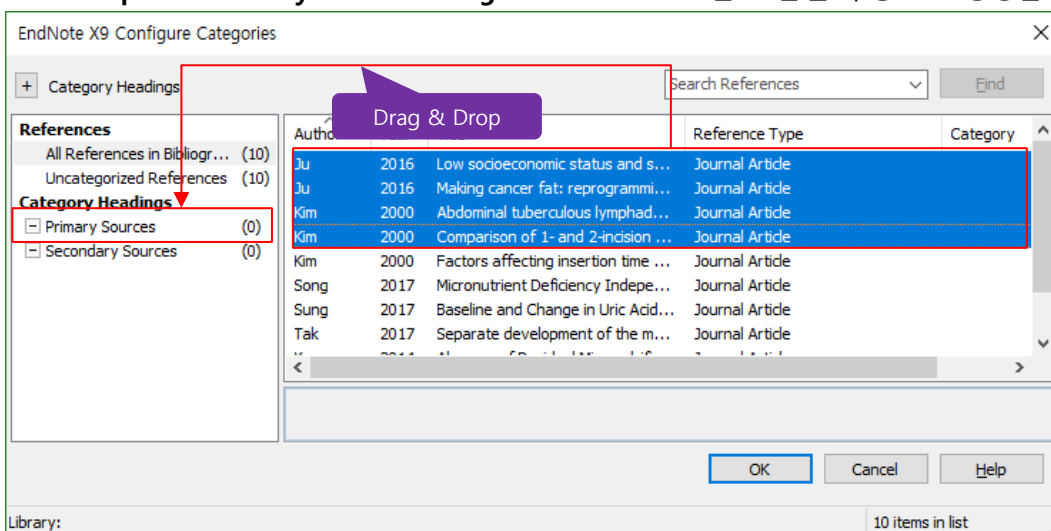 EndNote X9 Configure Categories
+ Category Headings
Search References
Find
Drag & Drop
References
All References in Bibliogr... (10)
Uncategorized References (10)
Category Headings
Primary Sources (0)
Secondary Sources (0)
Reference Type Category
Ju 2016 Low socioeconomic status and s... Journal Article
Ju 2016 Making cancer fat: reprogrammi... Journal Article
Kim 2000 Abdominal tuberculous lymphad... Journal Article
Kim 2000 Comparison of 1- and 2-incision ... Journal Article
Kim 2000 Factors affecting insertion time ... Journal Article
Song 2017 Micronutrient Deficiency Indepe... Journal Article
Sung 2017 Baseline and Change in Uric Acid... Journal Article
Tak 2017 Separate development of the m... Journal Article
OK Cancel Help
Library: 10 items in list